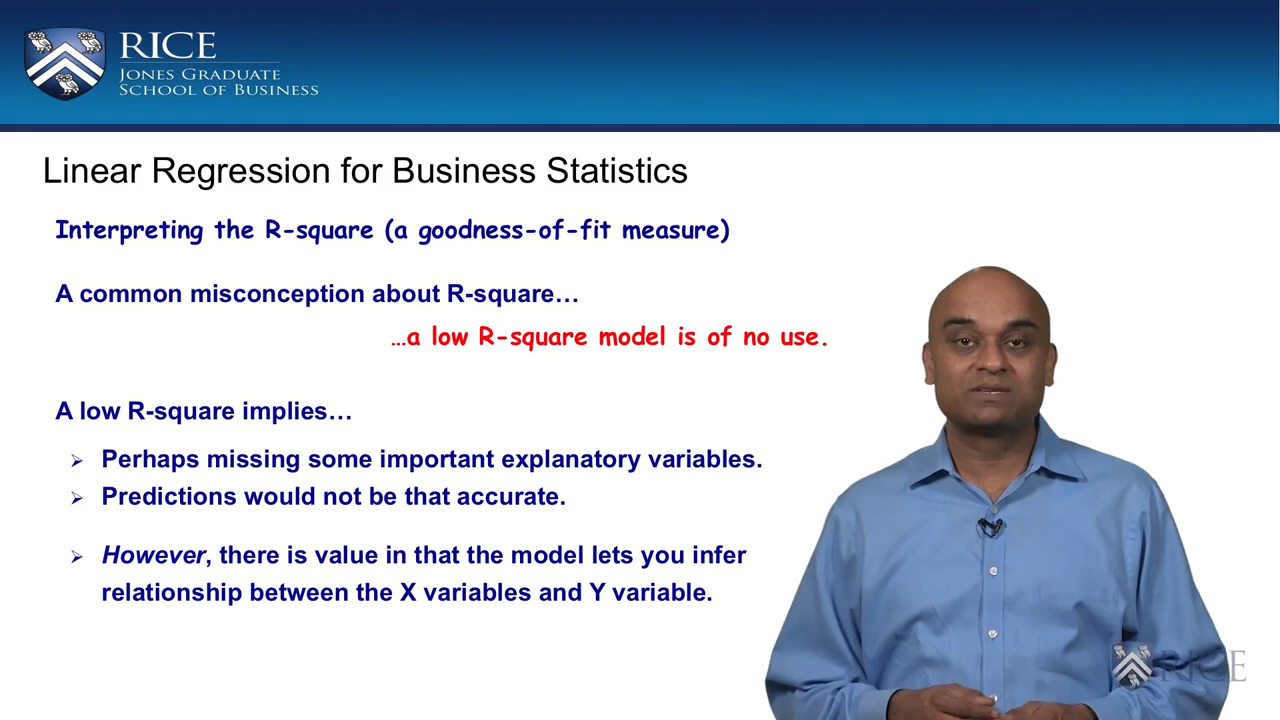 RICE
JONES GRADUATE
SCHOOL OF BUSINESS
Linear Regression for Business Statistics
Interpreting the R-square (a goodness-of-fit measure)
A common misconception about R-square…
…a low R-square model is of no use.
A low R-square implies…
Perhaps missing some important explanatory variables.
Predictions would not be that accurate.
However, there is value in that the model lets you infer
relationship between the X variables and Y variable.
RICE